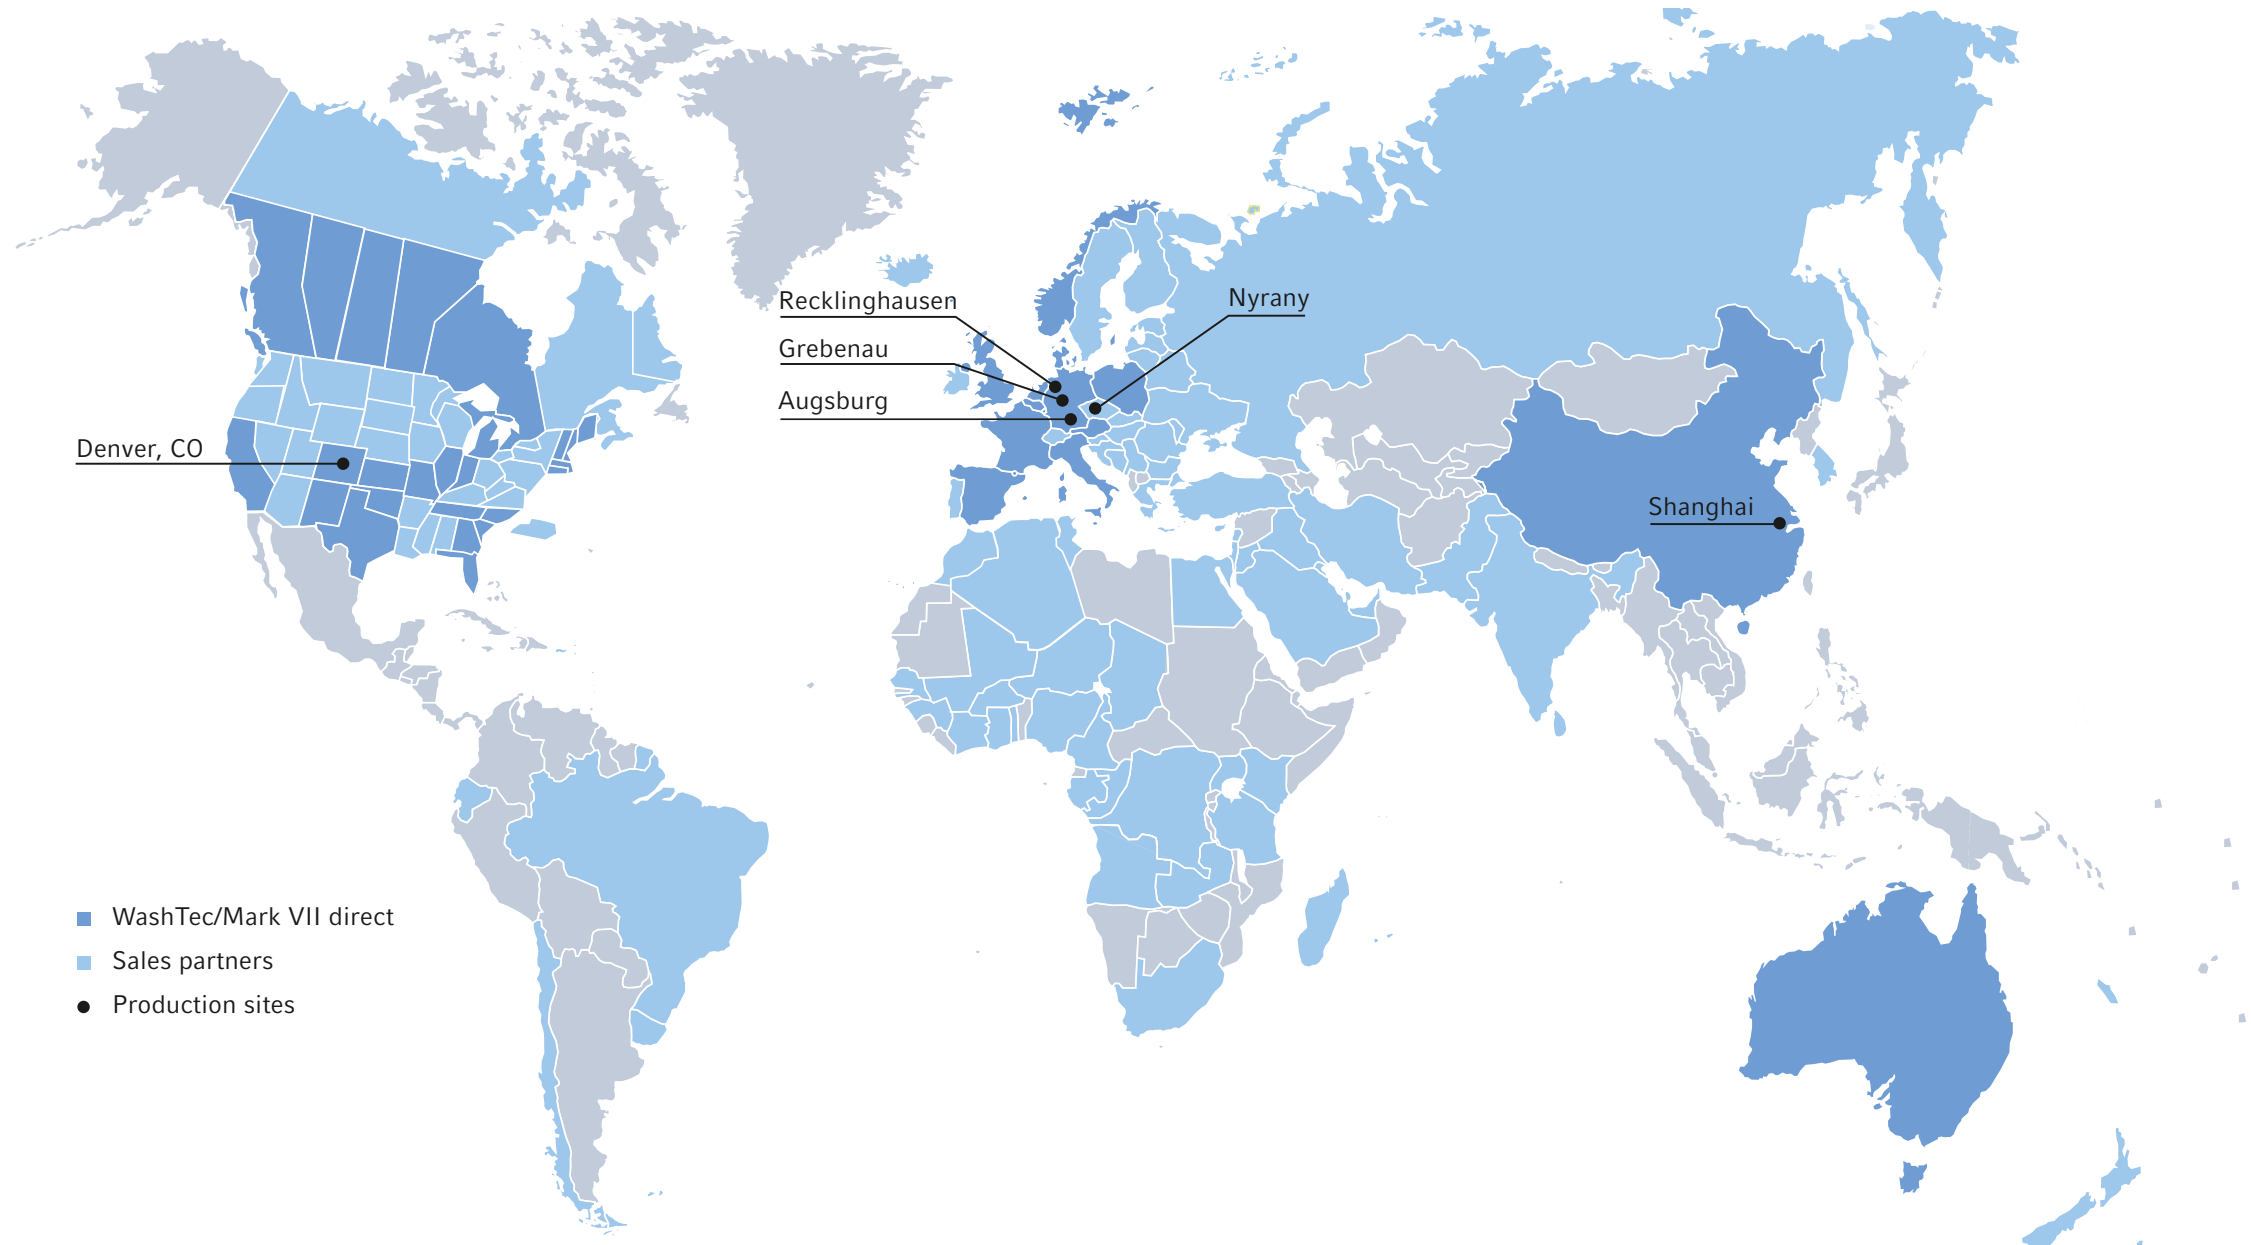 Recklinghausen
Nyrany
Grebenau
Augsburg
Denver, CO
Shanghai
WashTec/Mark VII direct
Sales partners
Production sites